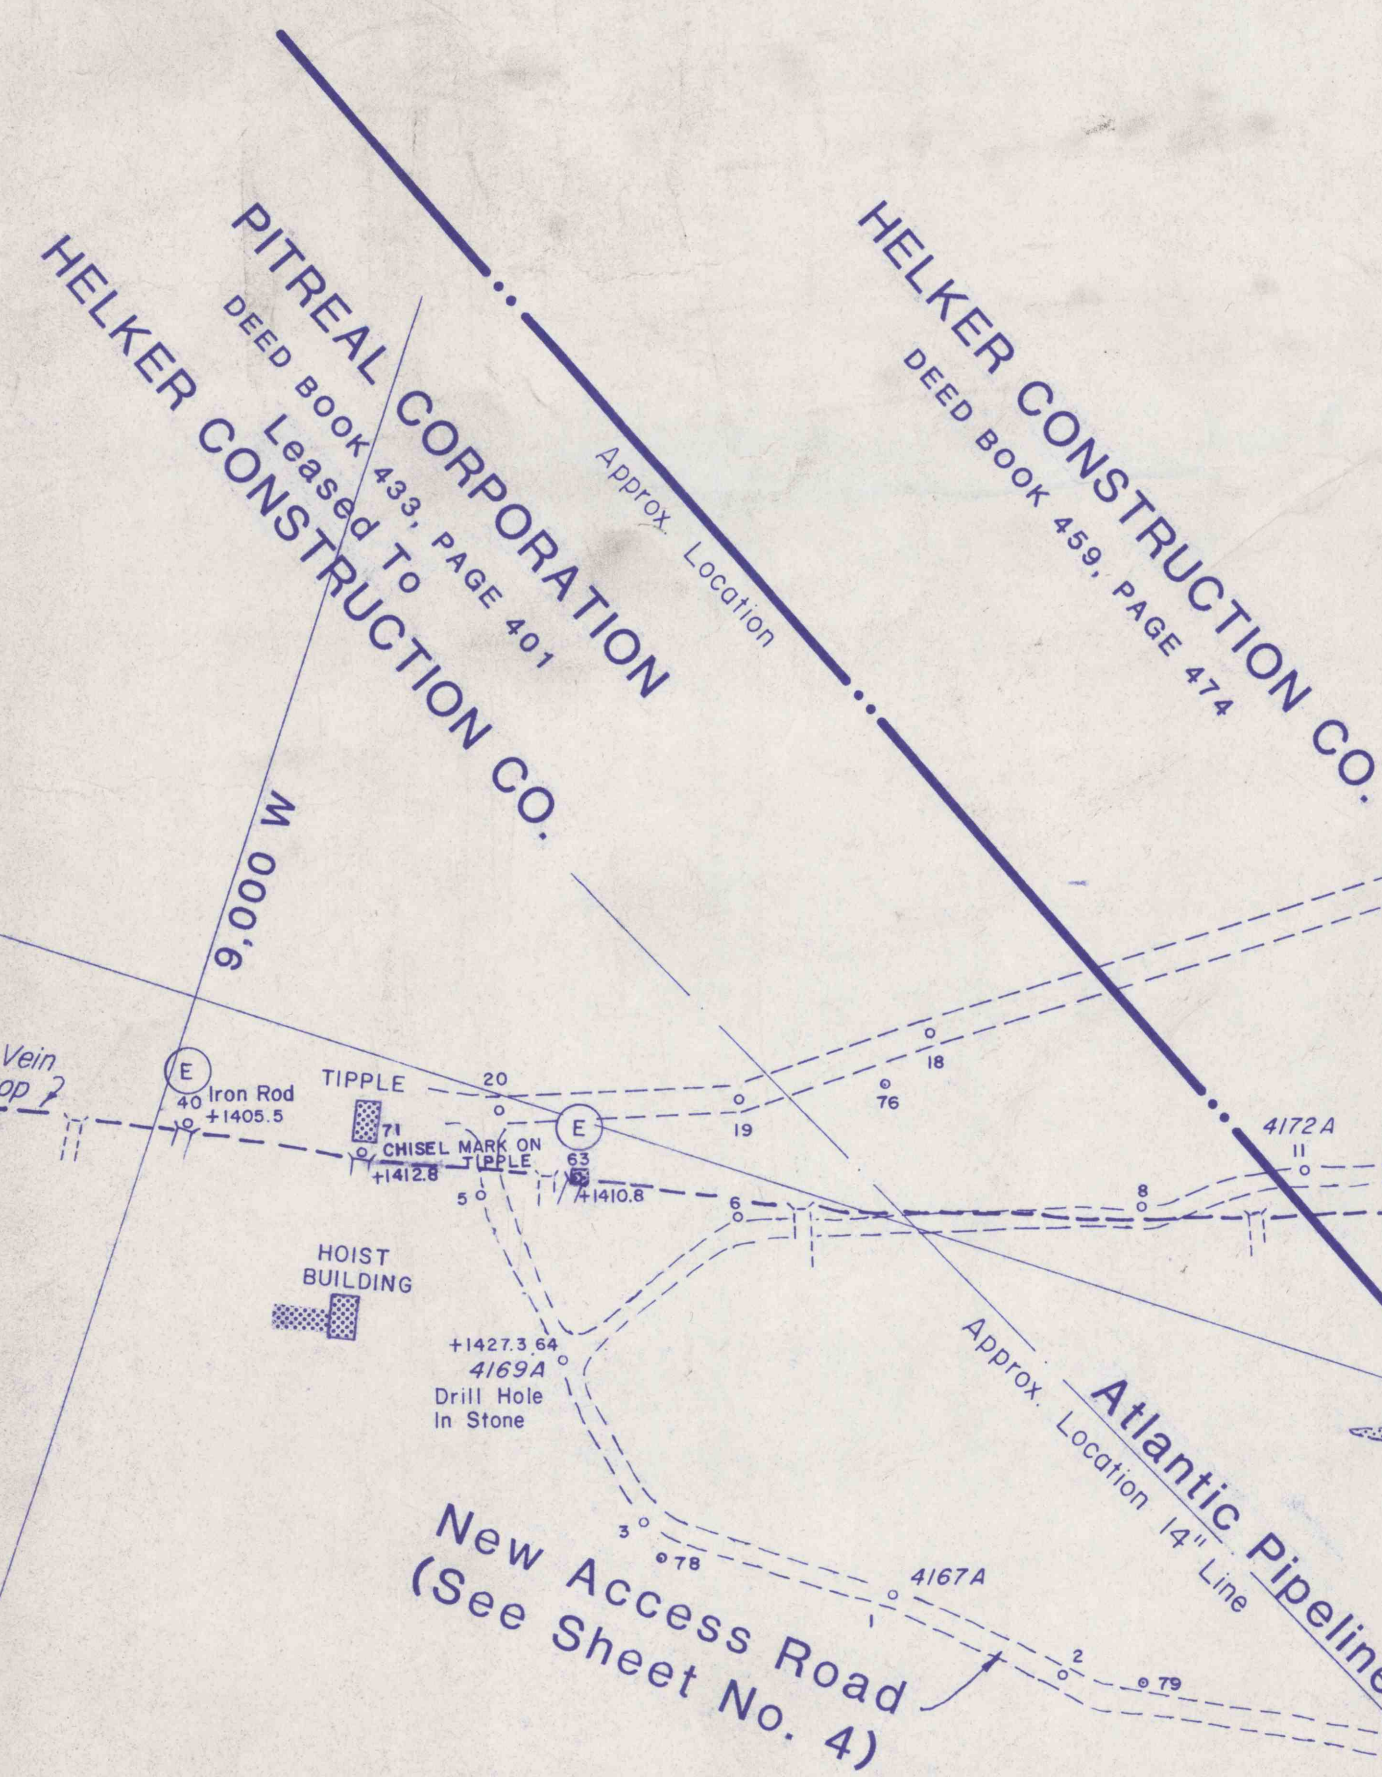 PITREAL CORPORATION
DEED BOOK 433, PAGE 401
Leased To
HELKER CONSTRUCTION CO.
HELKER CONSTRUCTION CO.
DEED BOOK 459, PAGE 474
Approx. Location
9,000 W
Vein
op
E
40 Iron Rod
+1405.5
TIPPLE
71
CHISEL MARK ON
TIPPLE
+1412.8
20
E
63
+1410.8
5
19
18
76
6
8
4172A
11
HOIST
BUILDING
+1427.3 64
4169A
Drill Hole
In Stone
3
78
4167A
1
2
79
Atlantic Pipeline
Approx. Location 14" Line
New Access Road
(See Sheet No. 4)